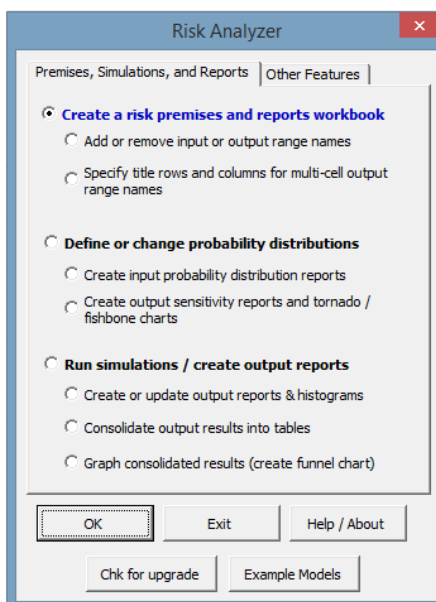 Risk Analyzer
Premises, Simulations, and Reports
Other Features
Create a risk premises and reports workbook
Add or remove input or output range names
Specify title rows and columns for multi-cell output
range names
Define or change probability distributions
Create input probability distribution reports
Create output sensitivity reports and tornado /
fishbone charts
Run simulations / create output reports
Create or update output reports & histograms
Consolidate output results into tables
Graph consolidated results (create funnel chart)
OK
Exit
Help / About
Chk for upgrade
Example Models